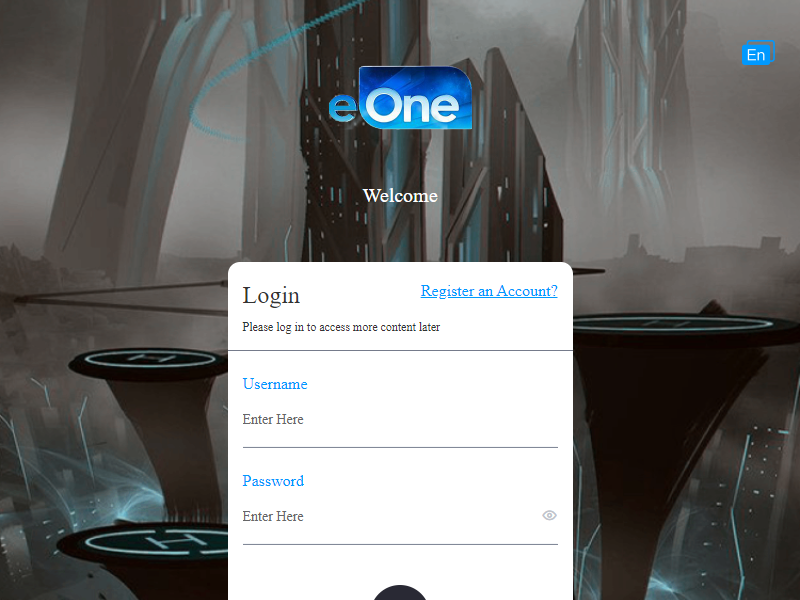 En
eOne
Welcome
Login
Register an Account?
Please log in to access more content later
Username
Enter Here
Password
Enter Here